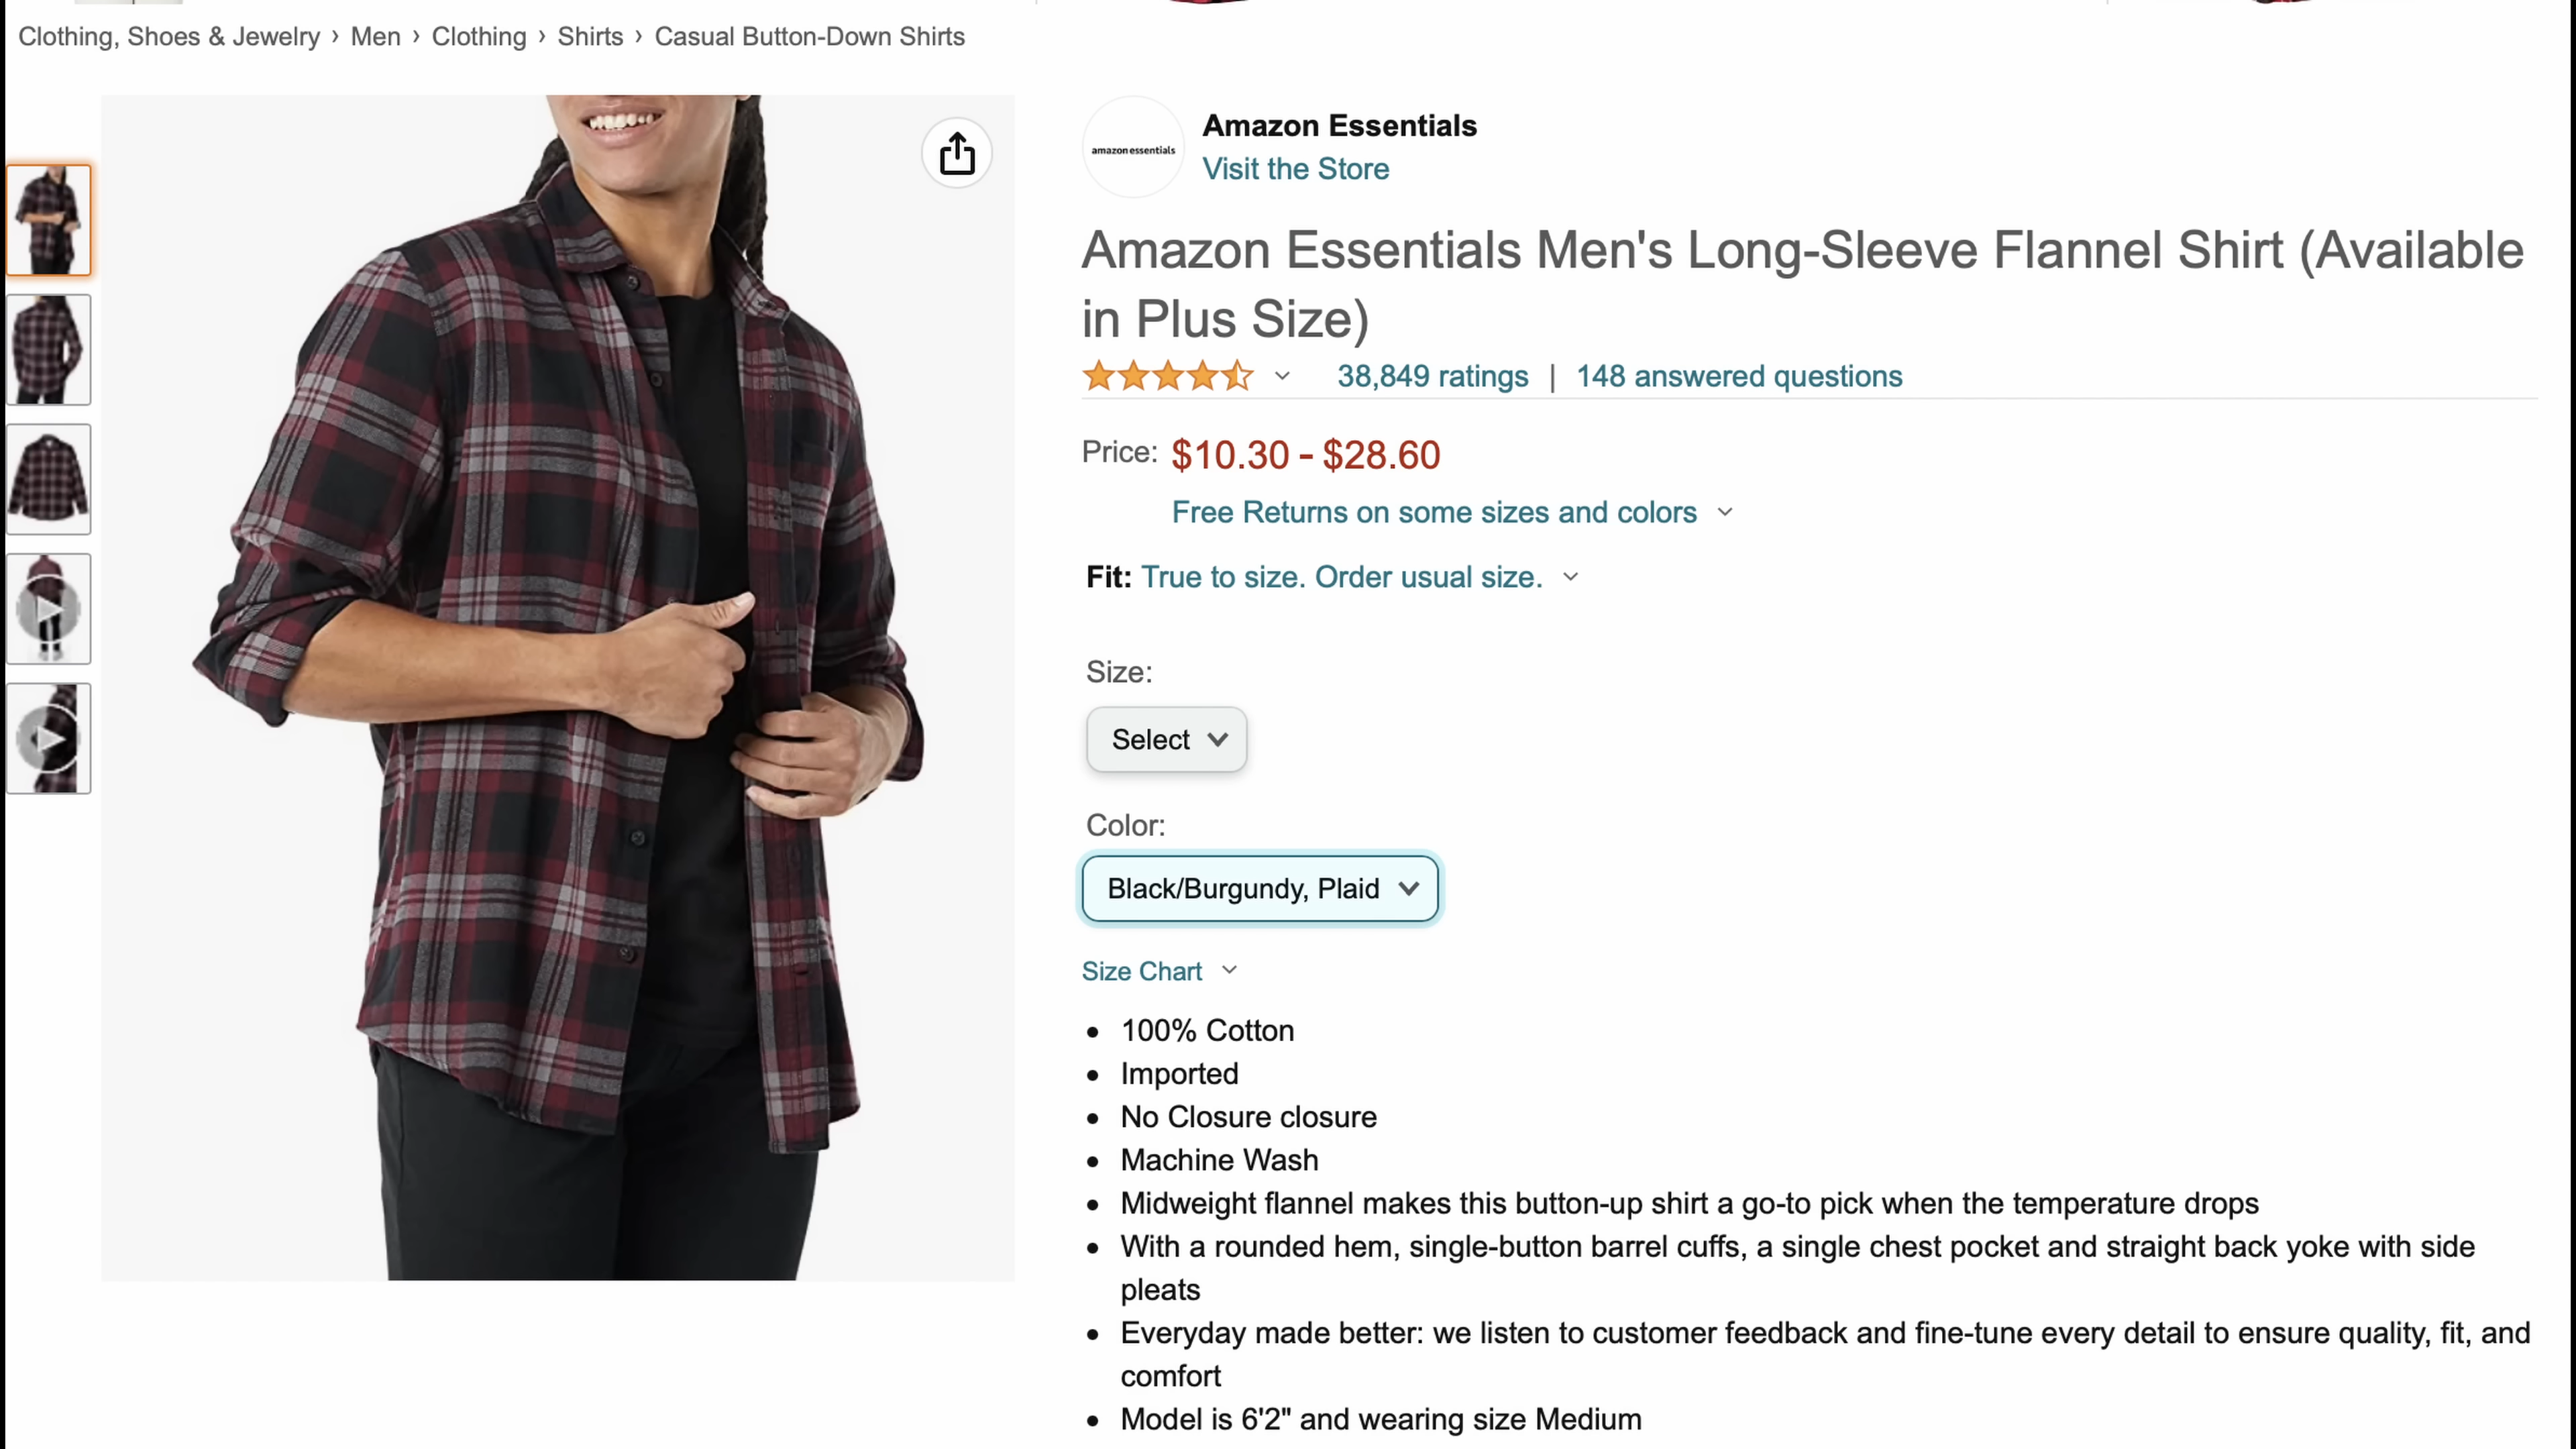 Clothing, Shoes & Jewelry › Men › Clothing › Shirts › Casual Button-Down Shirts
amazon essentials
Amazon Essentials
Visit the Store
Amazon Essentials Men's Long-Sleeve Flannel Shirt (Available
in Plus Size)
38,849 ratings | 148 answered questions
Price: $10.30 - $28.60
Free Returns on some sizes and colors
Fit: True to size. Order usual size.
Size:
Select
Color:
Black/Burgundy, Plaid
Size Chart
• 100% Cotton
• Imported
• No Closure closure
• Machine Wash
• Midweight flannel makes this button-up shirt a go-to pick when the temperature drops
• With a rounded hem, single-button barrel cuffs, a single chest pocket and straight back yoke with side
pleats
• Everyday made better: we listen to customer feedback and fine-tune every detail to ensure quality, fit, and
comfort
• Model is 6'2" and wearing size Medium